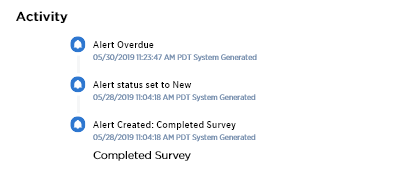 Activity
Alert Overdue
05/30/2019 11:23:47 AM PDT System Generated
Alert status set to New
05/28/2019 11:04:18 AM PDT System Generated
Alert Created: Completed Survey
05/28/2019 11:04:18 AM PDT System Generated
Completed Survey